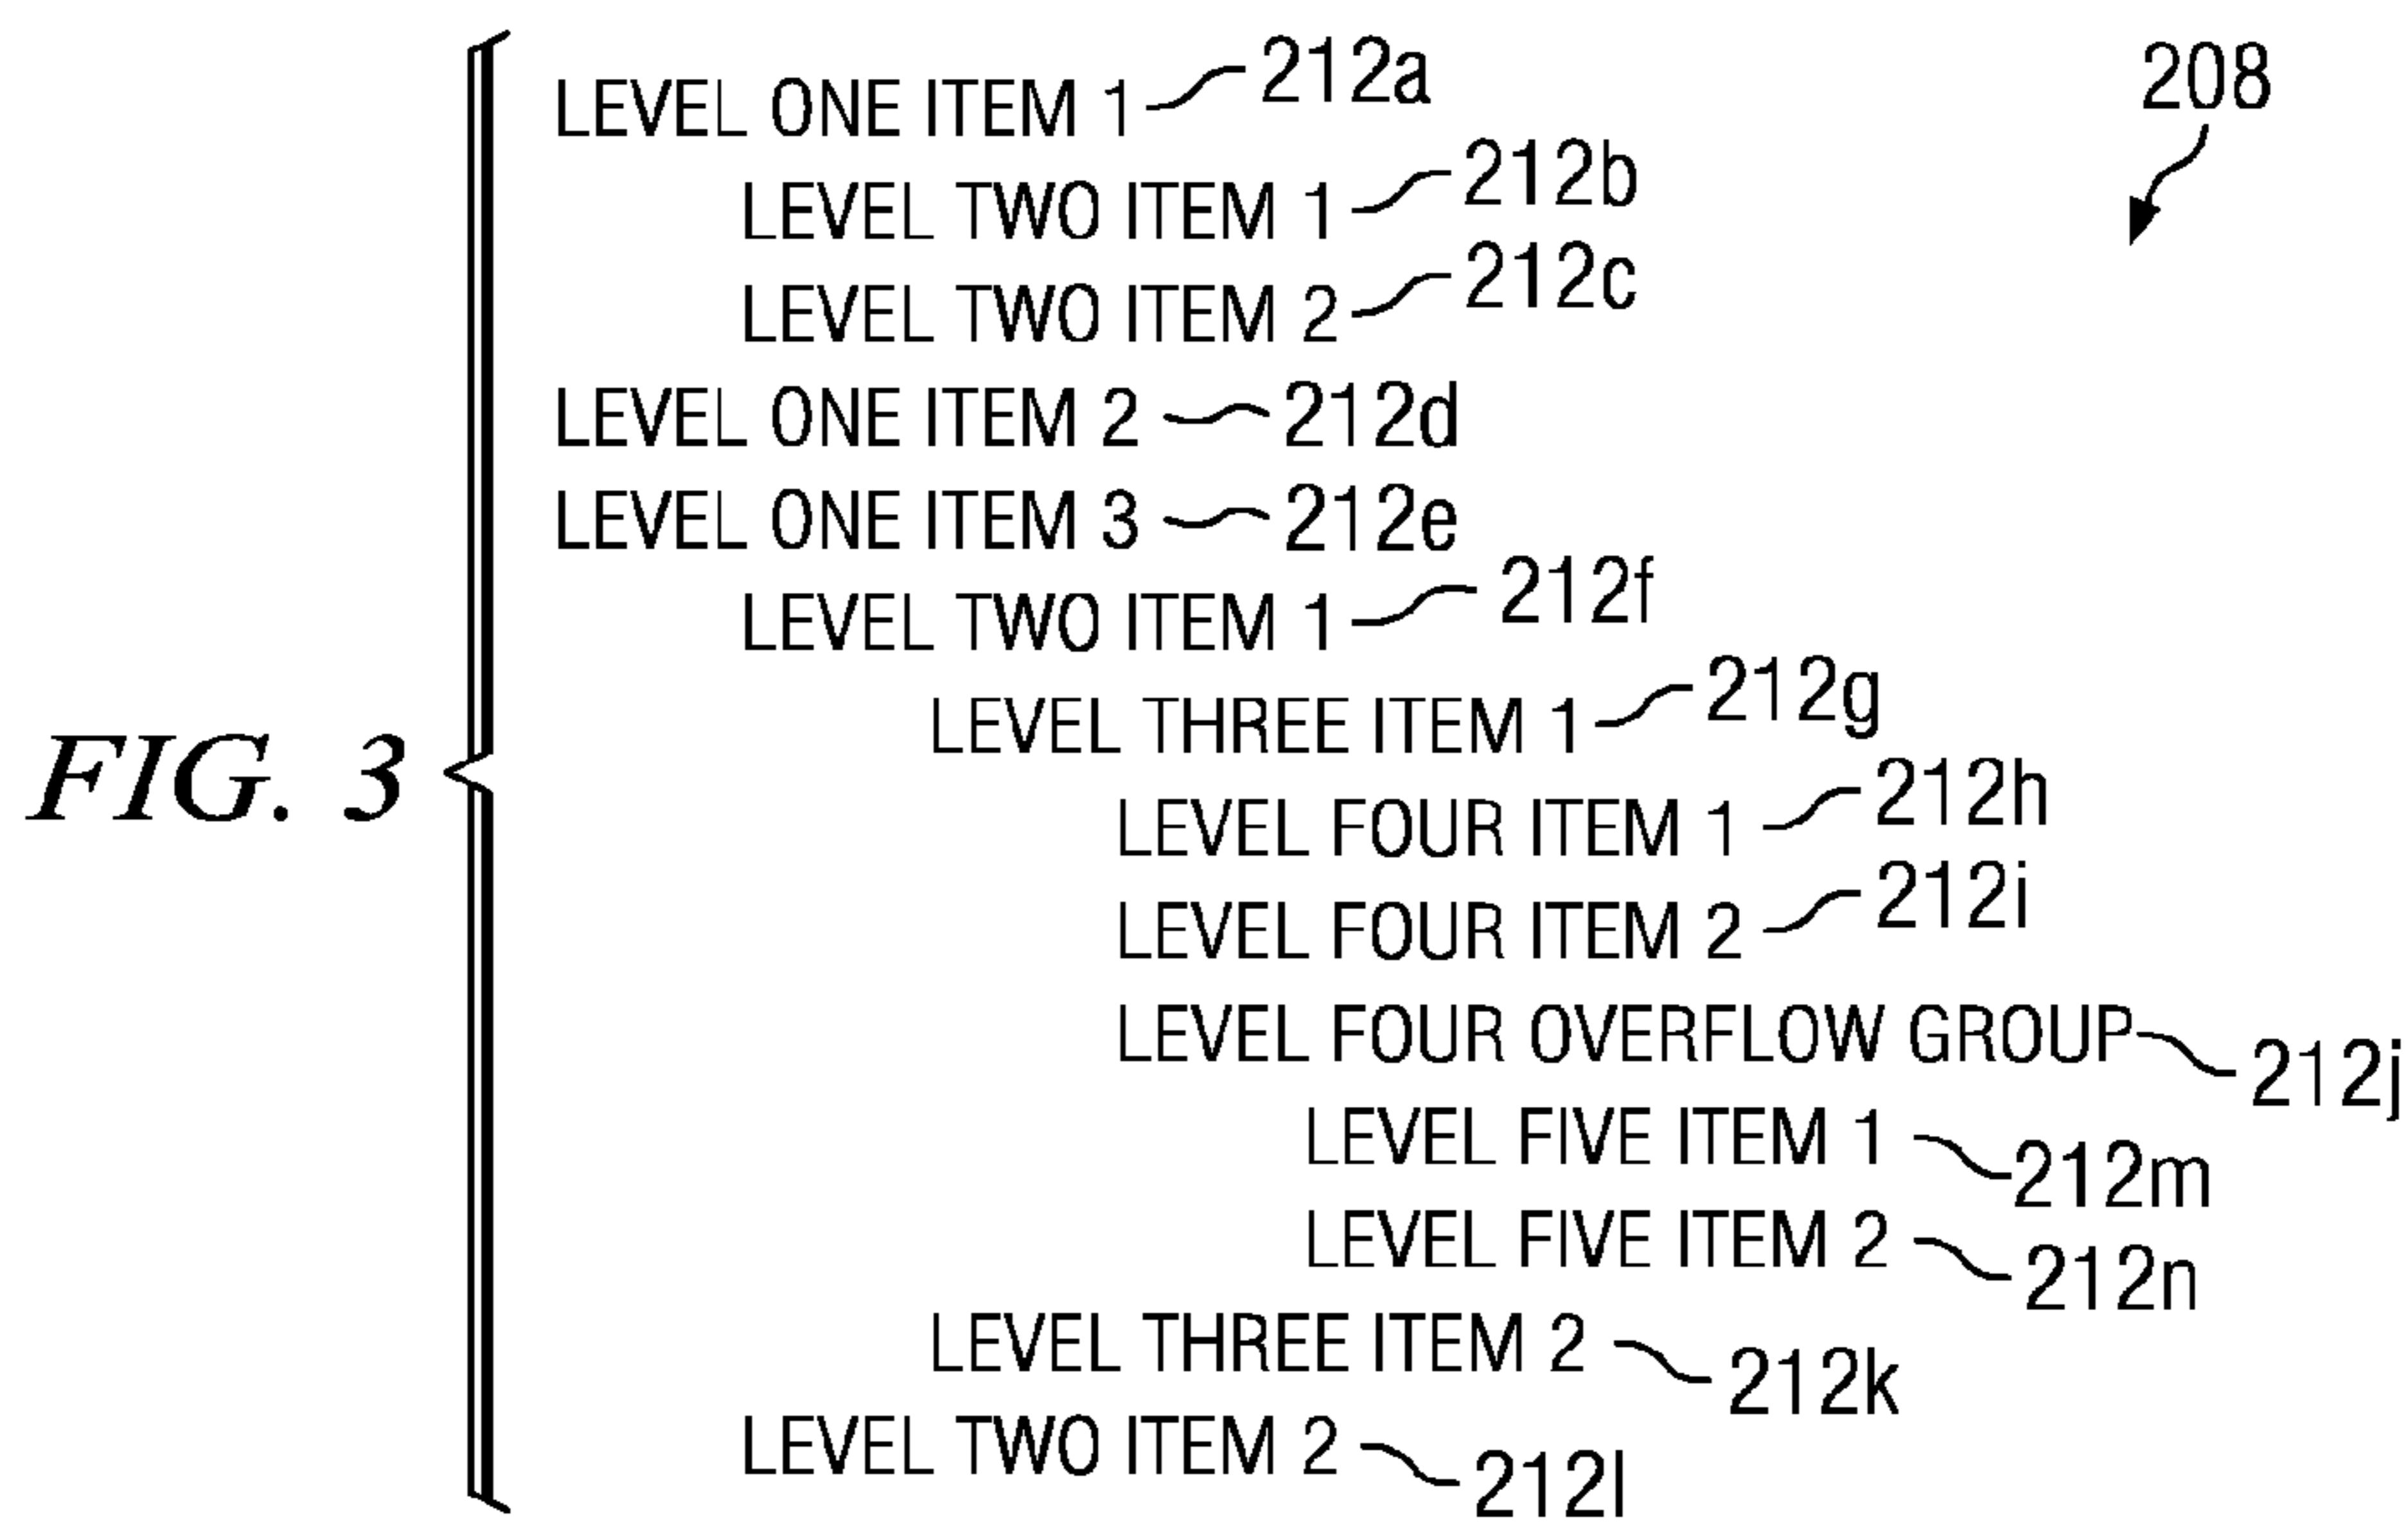 LEVEL ONE ITEM 1 212a
208
LEVEL TWO ITEM 1 212b
LEVEL TWO ITEM 2 212c
LEVEL ONE ITEM 2 212d
LEVEL ONE ITEM 3 212e
LEVEL TWO ITEM 1 212f
LEVEL THREE ITEM 1 212g
FIG. 3
LEVEL FOUR ITEM 1 212h
LEVEL FOUR ITEM 2 212i
LEVEL FOUR OVERFLOW GROUP 212j
LEVEL FIVE ITEM 1 212m
LEVEL FIVE ITEM 2 212n
LEVEL THREE ITEM 2 212k
LEVEL TWO ITEM 2 212l